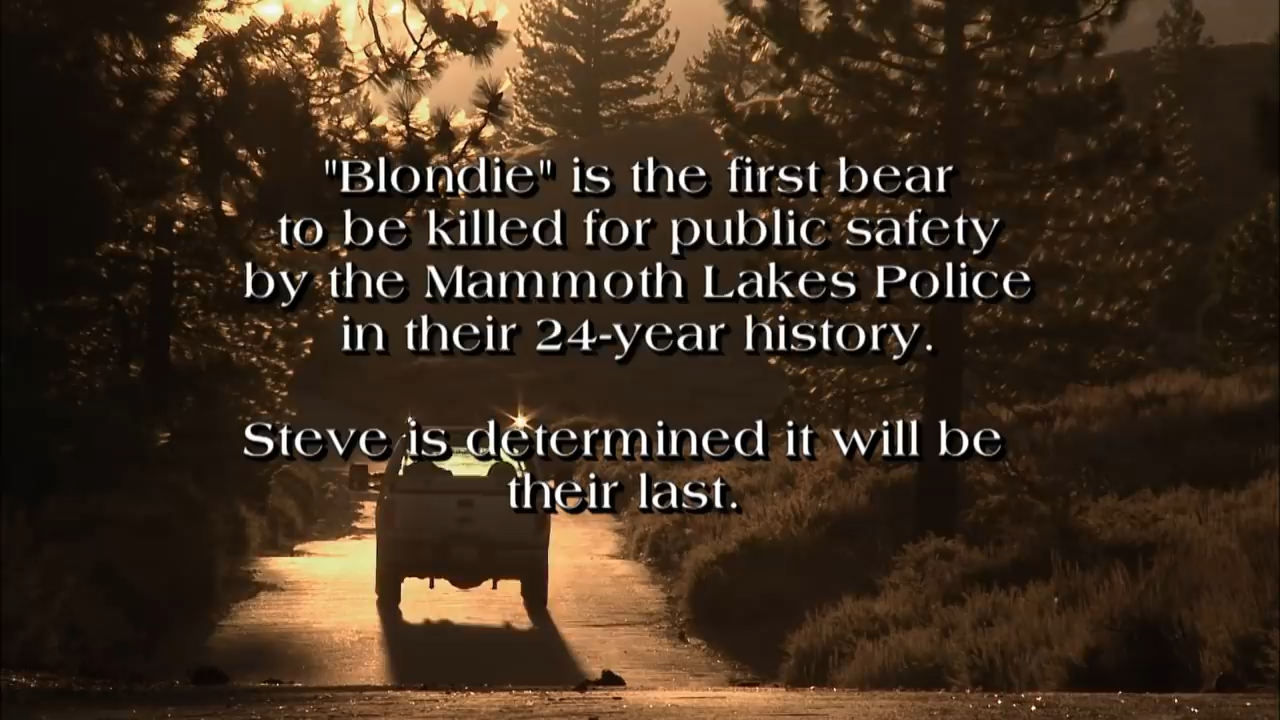 "Blondie" is the first bear
to be killed for public safety
by the Mammoth Lakes Police
in their 24-year history.
Steve is determined it will be
their last.